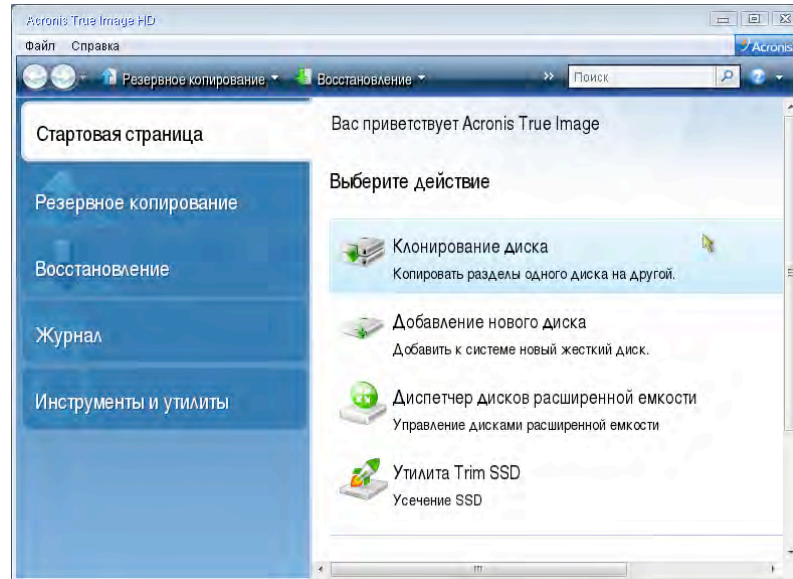 Acronis True Image HD
Файл Справка
Acronis
Резервное копирование Восстановление » Поиск ?
Стартовая страница
Резервное копирование
Восстановление
Журнал
Инструменты и утилиты
Вас приветствует Acronis True Image
Выберите действие
Клонирование диска
Копировать разделы одного диска на другой.
Добавление нового диска
Добавить к системе новый жесткий диск.
Диспетчер дисков расширенной емкости
Управление дисками расширенной емкости
Утилита Trim SSD
Усечение SSD